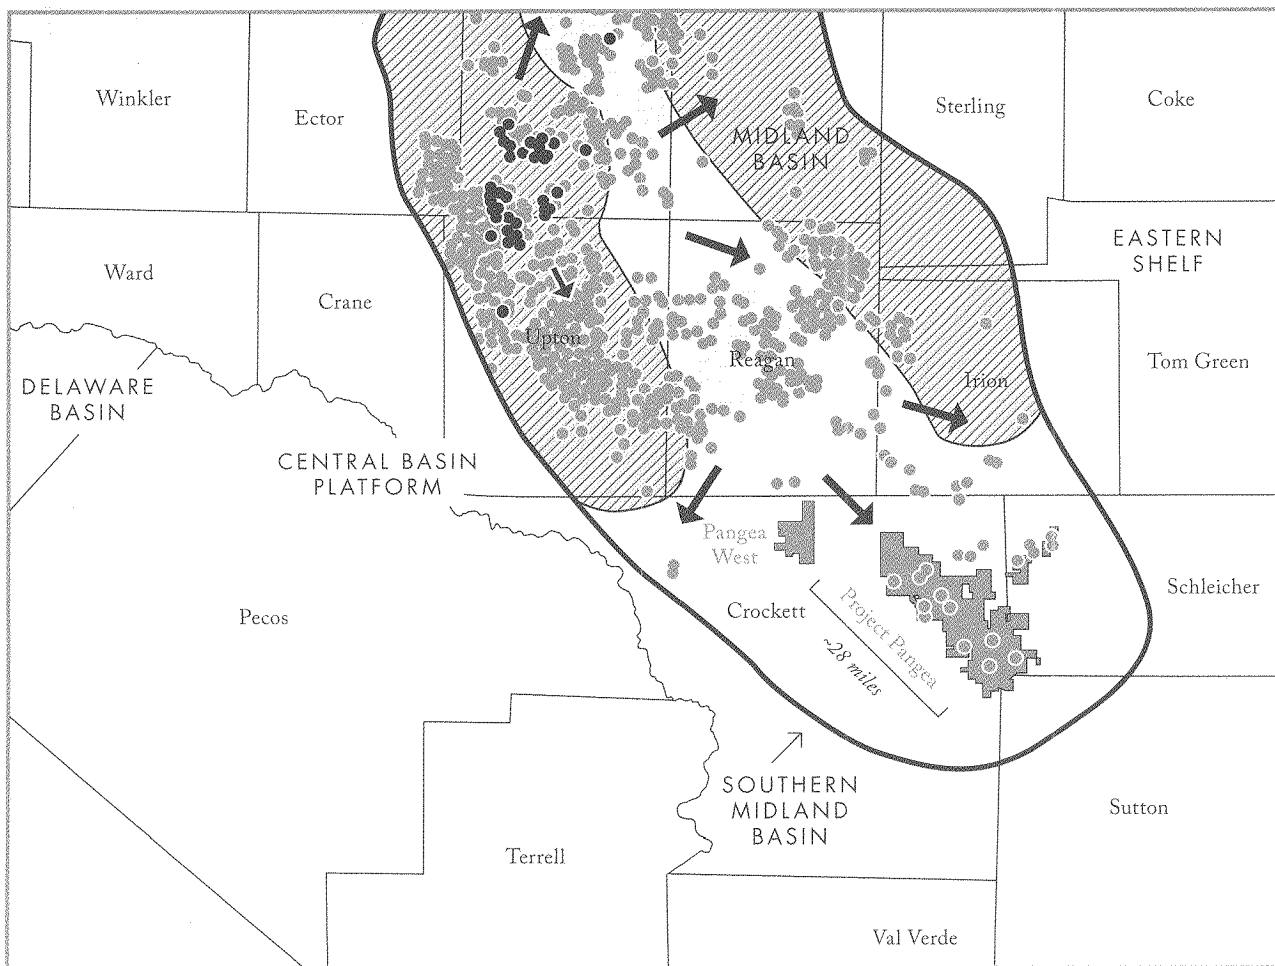 Winkler
Ector
Sterling
Coke
MIDLAND
BASIN
EASTERN
SHELF
Ward
Crane
Upton
Reagan
Irion
Tom Green
DELAWARE
BASIN
CENTRAL BASIN
PLATFORM
Pangea
West
Schleicher
Pecos
Crockett
Project Pangea
~28 miles
SOUTHERN
MIDLAND
BASIN
Sutton
Terrell
Val Verde